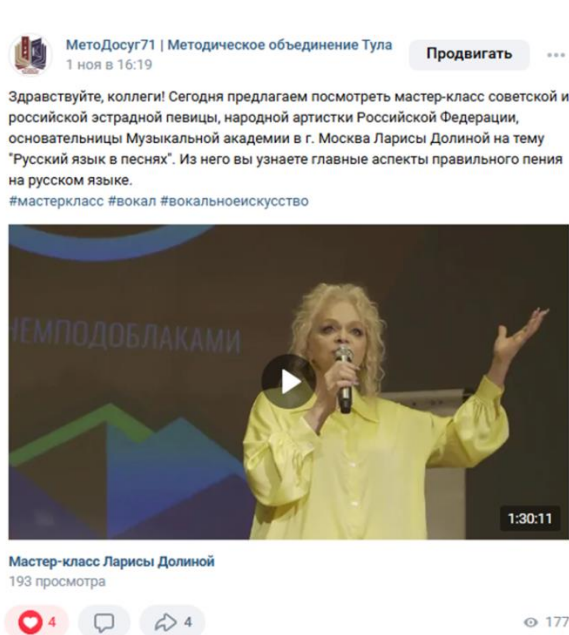 МетоДосуг71 | Методическое объединение Тула
1 ноя в 16:19
Продвигать
Здравствуйте, коллеги! Сегодня предлагаем посмотреть мастер-класс советской и
российской эстрадной певицы, народной артистки Российской Федерации,
основательницы Музыкальной академии в г. Москва Ларисы Долиной на тему
"Русский язык в песнях". Из него вы узнаете главные аспекты правильного пения
на русском языке.
#мастеркласс #вокал #вокальноеискусство
НЕМПОДОБЛАКАМИ
1:30:11
Мастер-класс Ларисы Долиной
193 просмотра
4
4
177